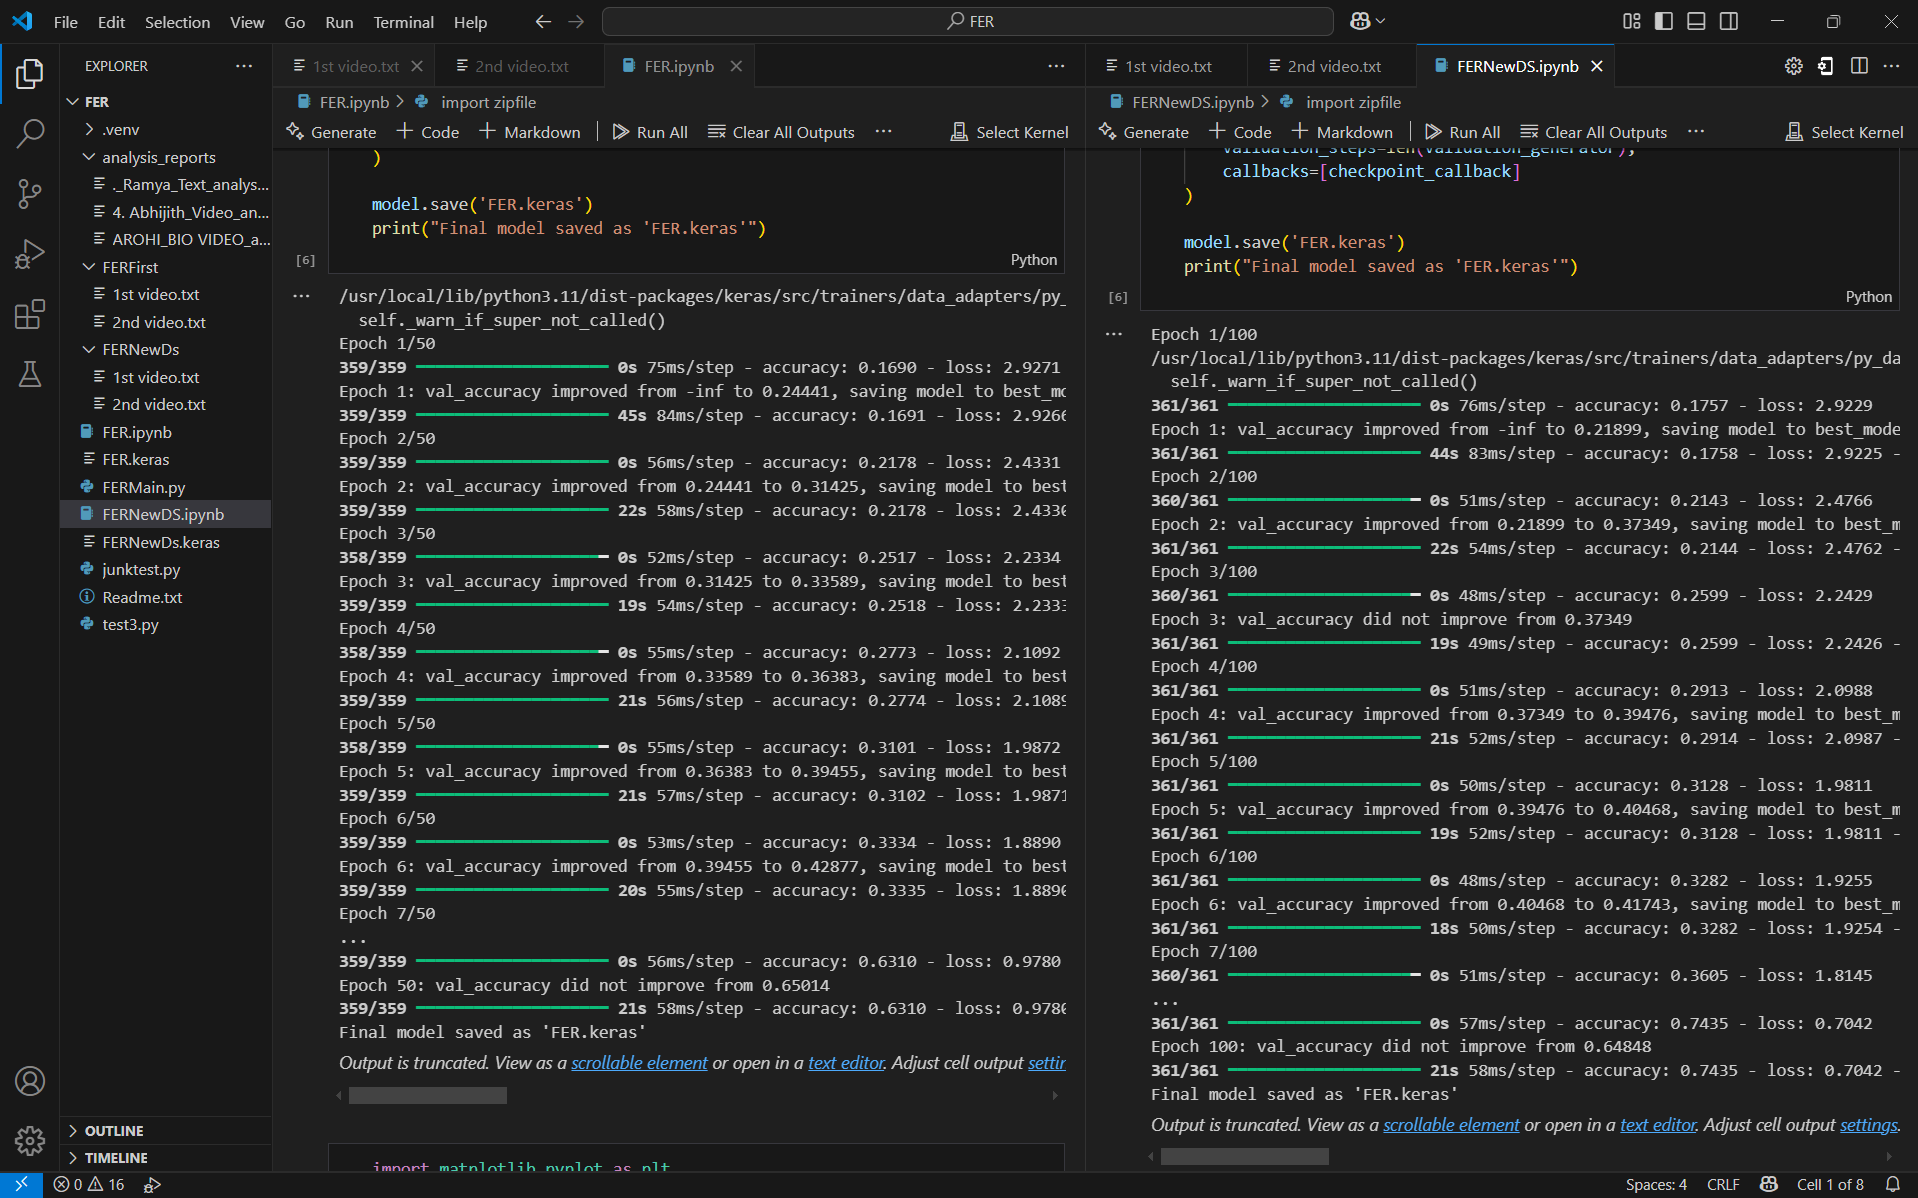 File Edit Selection View Go Run Terminal Help
FER
EXPLORER
FER
.venv
analysis_reports
._Ramya_Text_analys...
4. Abhijith_Video_an...
AROHI_BIO VIDEO_a...
FERFirst
1st video.txt
2nd video.txt
FERNewDs
1st video.txt
2nd video.txt
FER.ipynb
FER.keras
FERMain.py
FERNewDS.ipynb
FERNewDs.keras
junktest.py
Readme.txt
test3.py
OUTLINE
TIMELINE
1st video.txt
2nd video.txt
FER.ipynb
FER.ipynb > import zipfile
Generate + Code + Markdown | Run All Clear All Outputs ... Select Kernel
)
model.save('FER.keras')
print("Final model saved as 'FER.keras'")
[6]
Python
/usr/local/lib/python3.11/dist-packages/keras/src/trainers/data_adapters/py_
self._warn_if_super_not_called()
Epoch 1/50
359/359 0s 75ms/step - accuracy: 0.1690 - loss: 2.9271
Epoch 1: val_accuracy improved from -inf to 0.24441, saving model to best_mo
359/359 45s 84ms/step - accuracy: 0.1691 - loss: 2.9266
Epoch 2/50
359/359 0s 56ms/step - accuracy: 0.2178 - loss: 2.4331
Epoch 2: val_accuracy improved from 0.24441 to 0.31425, saving model to best
359/359 22s 58ms/step - accuracy: 0.2178 - loss: 2.4330
Epoch 3/50
358/359 0s 52ms/step - accuracy: 0.2517 - loss: 2.2334
Epoch 3: val_accuracy improved from 0.31425 to 0.33589, saving model to best
359/359 19s 54ms/step - accuracy: 0.2518 - loss: 2.2333
Epoch 4/50
358/359 0s 55ms/step - accuracy: 0.2773 - loss: 2.1092
Epoch 4: val_accuracy improved from 0.33589 to 0.36383, saving model to best
359/359 21s 56ms/step - accuracy: 0.2774 - loss: 2.1089
Epoch 5/50
358/359 0s 55ms/step - accuracy: 0.3101 - loss: 1.9872
Epoch 5: val_accuracy improved from 0.36383 to 0.39455, saving model to best
359/359 21s 57ms/step - accuracy: 0.3102 - loss: 1.9871
Epoch 6/50
359/359 0s 53ms/step - accuracy: 0.3334 - loss: 1.8890
Epoch 6: val_accuracy improved from 0.39455 to 0.42877, saving model to best
359/359 20s 55ms/step - accuracy: 0.3335 - loss: 1.8890
Epoch 7/50
...
359/359 0s 56ms/step - accuracy: 0.6310 - loss: 0.9780
Epoch 50: val_accuracy did not improve from 0.65014
359/359 21s 58ms/step - accuracy: 0.6310 - loss: 0.9780
Final model saved as 'FER.keras'
Output is truncated. View as a scrollable element or open in a text editor. Adjust cell output settin
import matplotlib.pyplot as plt
1st video.txt
2nd video.txt
FERNewDS.ipynb
FERNewDS.ipynb > import zipfile
Generate + Code + Markdown | Run All Clear All Outputs ... Select Kernel
validation_steps=len(validation_generator),
callbacks=[checkpoint_callback]
)
model.save('FER.keras')
print("Final model saved as 'FER.keras'")
[6]
Python
Epoch 1/100
/usr/local/lib/python3.11/dist-packages/keras/src/trainers/data_adapters/py_da
self._warn_if_super_not_called()
361/361 0s 76ms/step - accuracy: 0.1757 - loss: 2.9229
Epoch 1: val_accuracy improved from -inf to 0.21899, saving model to best_mode
361/361 44s 83ms/step - accuracy: 0.1758 - loss: 2.9225 -
Epoch 2/100
360/361 0s 51ms/step - accuracy: 0.2143 - loss: 2.4766
Epoch 2: val_accuracy improved from 0.21899 to 0.37349, saving model to best_m
361/361 22s 54ms/step - accuracy: 0.2144 - loss: 2.4762 -
Epoch 3/100
360/361 0s 48ms/step - accuracy: 0.2599 - loss: 2.2429
Epoch 3: val_accuracy did not improve from 0.37349
361/361 19s 49ms/step - accuracy: 0.2599 - loss: 2.2426 -
Epoch 4/100
361/361 0s 51ms/step - accuracy: 0.2913 - loss: 2.0988
Epoch 4: val_accuracy improved from 0.37349 to 0.39476, saving model to best_m
361/361 21s 52ms/step - accuracy: 0.2914 - loss: 2.0987 -
Epoch 5/100
361/361 0s 50ms/step - accuracy: 0.3128 - loss: 1.9811
Epoch 5: val_accuracy improved from 0.39476 to 0.40468, saving model to best_m
361/361 19s 52ms/step - accuracy: 0.3128 - loss: 1.9811 -
Epoch 6/100
361/361 0s 48ms/step - accuracy: 0.3282 - loss: 1.9255
Epoch 6: val_accuracy improved from 0.40468 to 0.41743, saving model to best_m
361/361 18s 50ms/step - accuracy: 0.3282 - loss: 1.9254 -
Epoch 7/100
360/361 0s 51ms/step - accuracy: 0.3605 - loss: 1.8145
...
361/361 0s 57ms/step - accuracy: 0.7435 - loss: 0.7042
Epoch 100: val_accuracy did not improve from 0.64848
361/361 21s 58ms/step - accuracy: 0.7435 - loss: 0.7042 -
Final model saved as 'FER.keras'
Output is truncated. View as a scrollable element or open in a text editor. Adjust cell output settings.
0 16
Spaces: 4 CRLF Cell 1 of 8